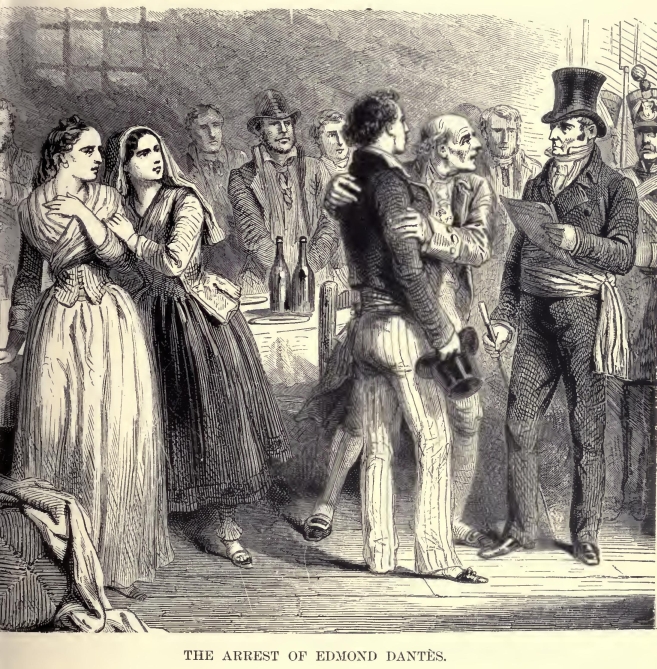 THE ARREST OF EDMOND DANTÈS.